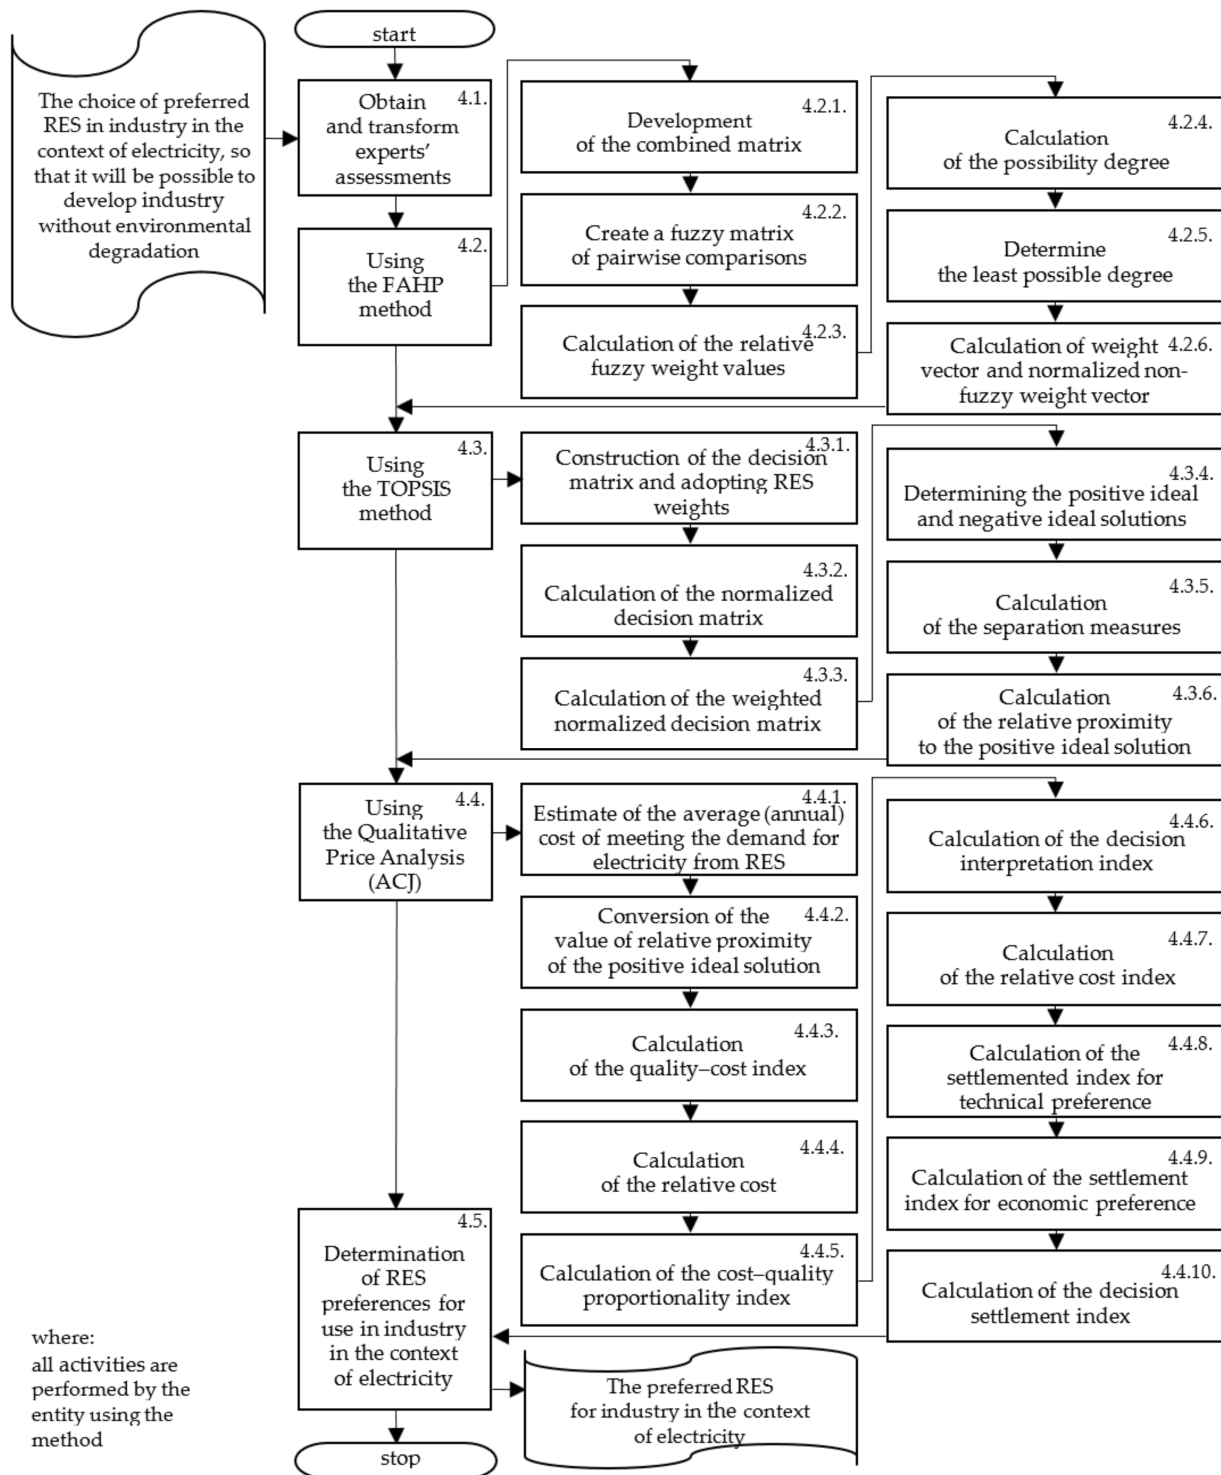 start
The choice of preferred
RES in industry in the
context of electricity, so
that it will be possible to
develop industry
without environmental
degradation
4.1.
Obtain
and transform
experts’
assessments
4.2.
Using
the FAHP
method
4.2.1.
Development
of the combined matrix
4.2.2.
Create a fuzzy matrix
of pairwise comparisons
4.2.3.
Calculation of the relative
fuzzy weight values
4.2.4.
Calculation
of the possibility degree
4.2.5.
Determine
the least possible degree
4.2.6.
Calculation of weight
vector and normalized non-
fuzzy weight vector
4.3.
Using
the TOPSIS
method
4.3.1.
Construction of the decision
matrix and adopting RES
weights
4.3.2.
Calculation of the normalized
decision matrix
4.3.3.
Calculation of the weighted
normalized decision matrix
4.3.4.
Determining the positive ideal
and negative ideal solutions
4.3.5.
Calculation
of the separation measures
4.3.6.
Calculation
of the relative proximity
to the positive ideal solution
4.4.
Using
the Qualitative
Price Analysis
(ACJ)
4.4.1.
Estimate of the average (annual)
cost of meeting the demand for
electricity from RES
4.4.2.
Conversion of the
value of relative proximity
of the positive ideal solution
4.4.3.
Calculation
of the quality–cost index
4.4.4.
Calculation
of the relative cost
4.4.5.
Calculation of the cost–quality
proportionality index
4.4.6.
Calculation of the decision
interpretation index
4.4.7.
Calculation
of the relative cost index
4.4.8.
Calculation of the
settlemented index for
technical preference
4.4.9.
Calculation of the settlement
index for economic preference
4.4.10.
Calculation of the decision
settlement index
4.5.
Determination
of RES
preferences for
use in industry
in the context
of electricity
The preferred RES
for industry in the context
of electricity
stop
where:
all activities are
performed by the
entity using the
method